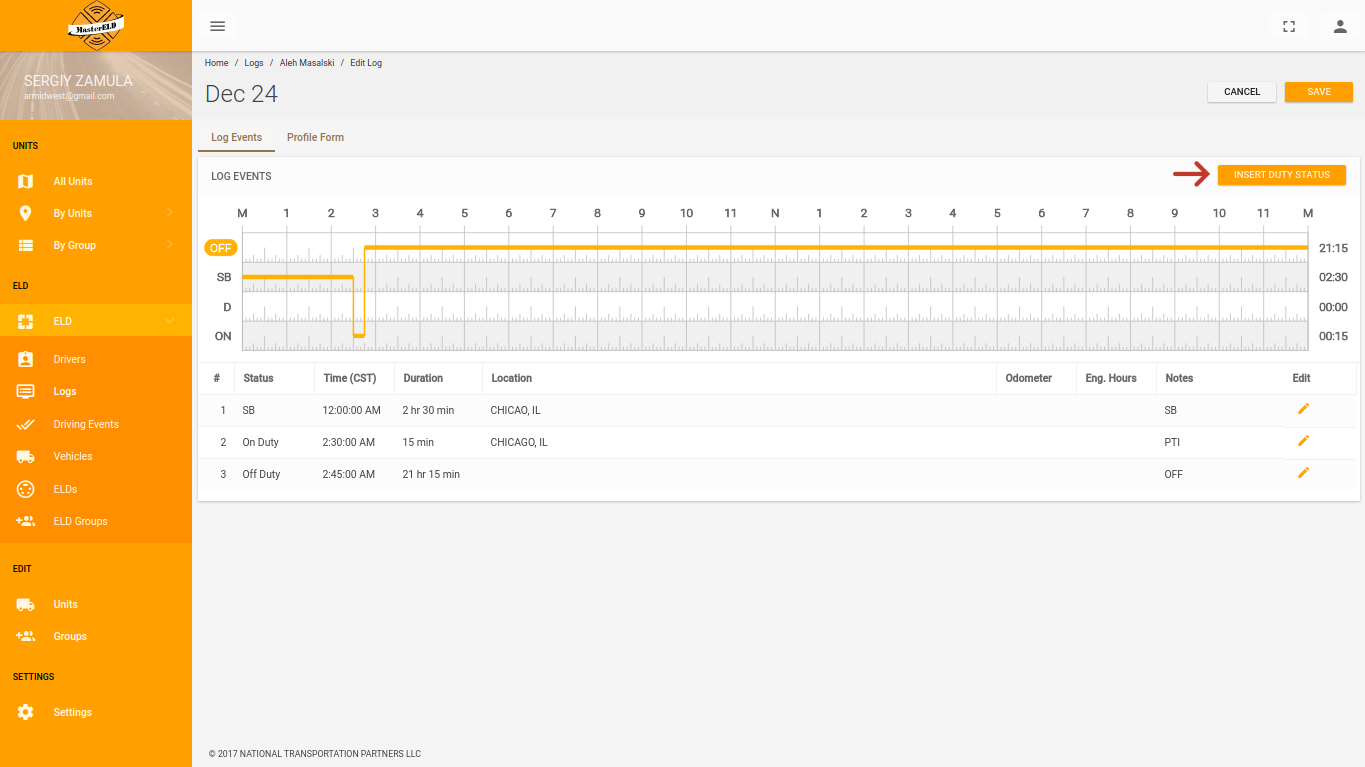 MasterELD
SERGIY ZAMULA
armidwest@gmail.com
UNITS
All Units
By Units
By Group
ELD
ELD
Drivers
Logs
Driving Events
Vehicles
ELDs
ELD Groups
EDIT
Units
Groups
SETTINGS
Settings
Home / Logs / Aleh Masalski / Edit Log
Dec 24
CANCEL SAVE
Log Events Profile Form
LOG EVENTS
INSERT DUTY STATUS
M 1 2 3 4 5 6 7 8 9 10 11 N 1 2 3 4 5 6 7 8 9 10 11 M
OFF 21:15
SB 02:30
D 00:00
ON 00:15
# Status Time (CST) Duration Location Odometer Eng. Hours Notes Edit
1 SB 12:00:00 AM 2 hr 30 min CHICAO, IL SB
2 On Duty 2:30:00 AM 15 min CHICAGO, IL PTI
3 Off Duty 2:45:00 AM 21 hr 15 min OFF
© 2017 NATIONAL TRANSPORTATION PARTNERS LLC